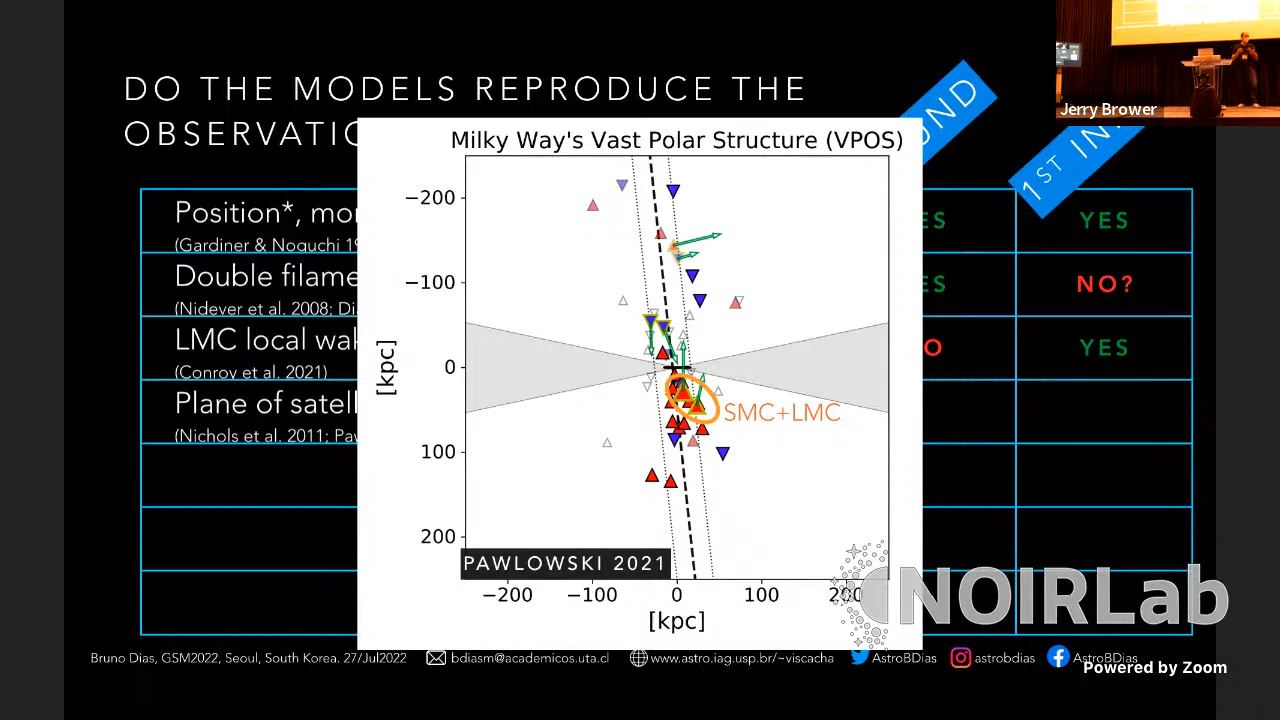 DO THE MODELS REPRODUCE THE
OBSERVATIO
UND
1ST IN
Jerry Brower
Milky Way's Vast Polar Structure (VPOS)
Position*, mo
(Gardiner & Noguchi 19
ES
YES
Double filame
(Nidever et al. 2008; Di
ES
NO?
LMC local wa
(Conroy et al. 2021)
O
YES
Plane of satell
(Nichols et al. 2011; Paw
−200
−100
0
100
200
[kpc]
SMC+LMC
PAWLOWSKI 2021
−200 −100 0 100 200
[kpc]
NOIRLab
Bruno Dias, GSM2022, Seoul, South Korea. 27/Jul2022 bdiasm@academicos.uta.cl www.astro.iag.usp.br/~viscacha AstroBDias astrobdias AstroBDias
Powered by Zoom